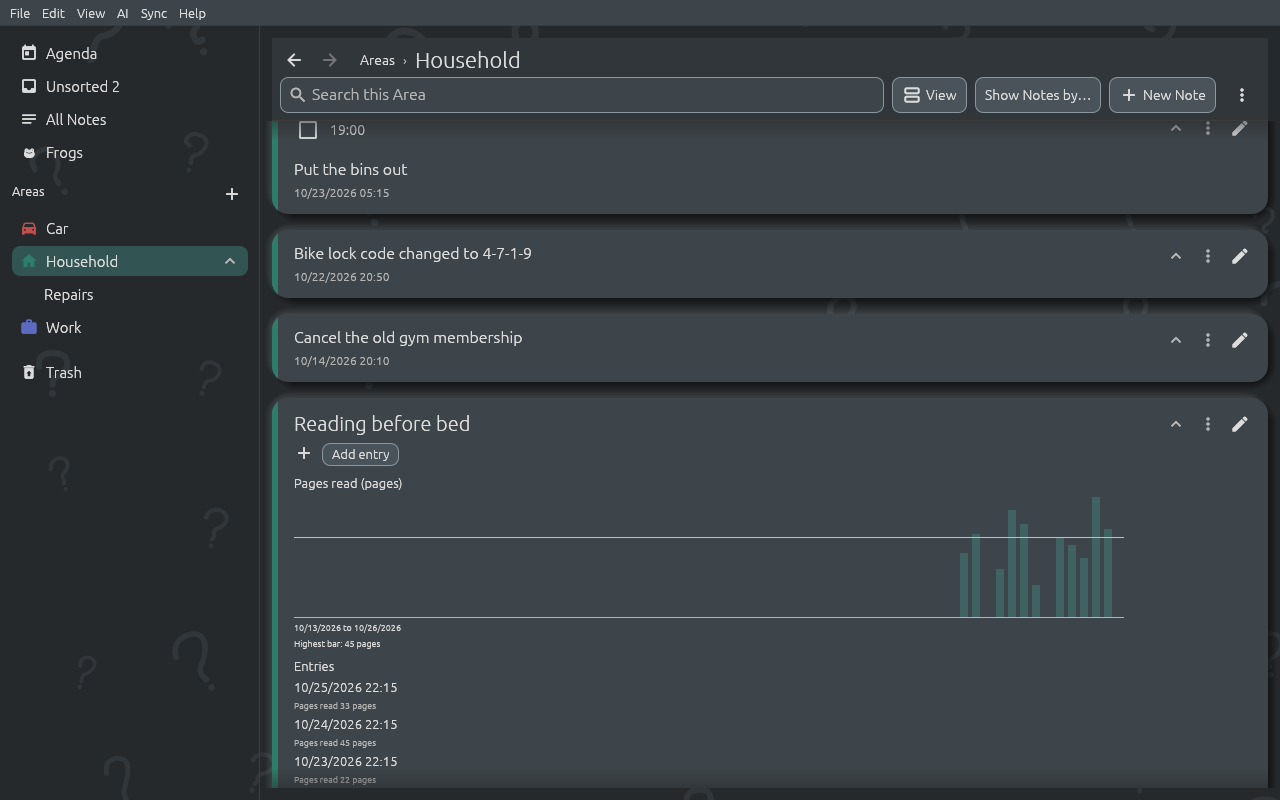 File Edit View AI Sync Help
Agenda
Unsorted 2
All Notes
Frogs
Areas
Car
Household
Repairs
Work
Trash
Areas › Household
Search this Area
View
Show Notes by...
New Note
19:00
Put the bins out
10/23/2026 05:15
Bike lock code changed to 4-7-1-9
10/22/2026 20:50
Cancel the old gym membership
10/14/2026 20:10
Reading before bed
Add entry
Pages read (pages)
10/13/2026 to 10/26/2026
Highest bar: 45 pages
Entries
10/25/2026 22:15
Pages read 33 pages
10/24/2026 22:15
Pages read 45 pages
10/23/2026 22:15
Pages read 22 pages